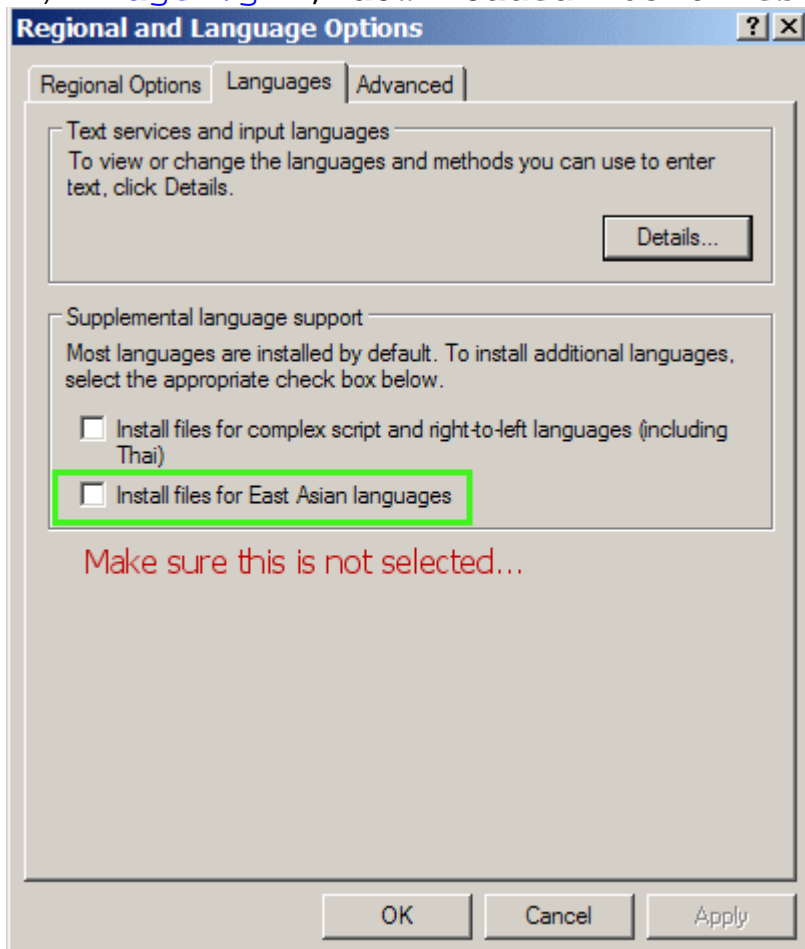 Regional and Language Options
Regional Options Languages Advanced
Text services and input languages
To view or change the languages and methods you can use to enter
text, click Details.
Details...
Supplemental language support
Most languages are installed by default. To install additional languages,
select the appropriate check box below.
Install files for complex script and right-to-left languages (including
Thai)
Install files for East Asian languages
Make sure this is not selected...
OK Cancel Apply